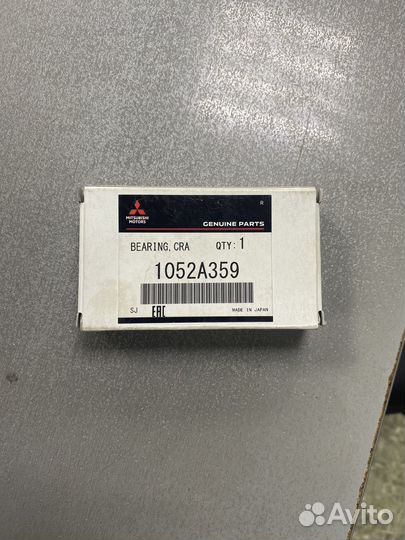 R
MITSUBISHI
MOTORS
GENUINE PARTS
BEARING, CRA QTY: 1
1052A359
SJ EAC MADE IN JAPAN
Avito